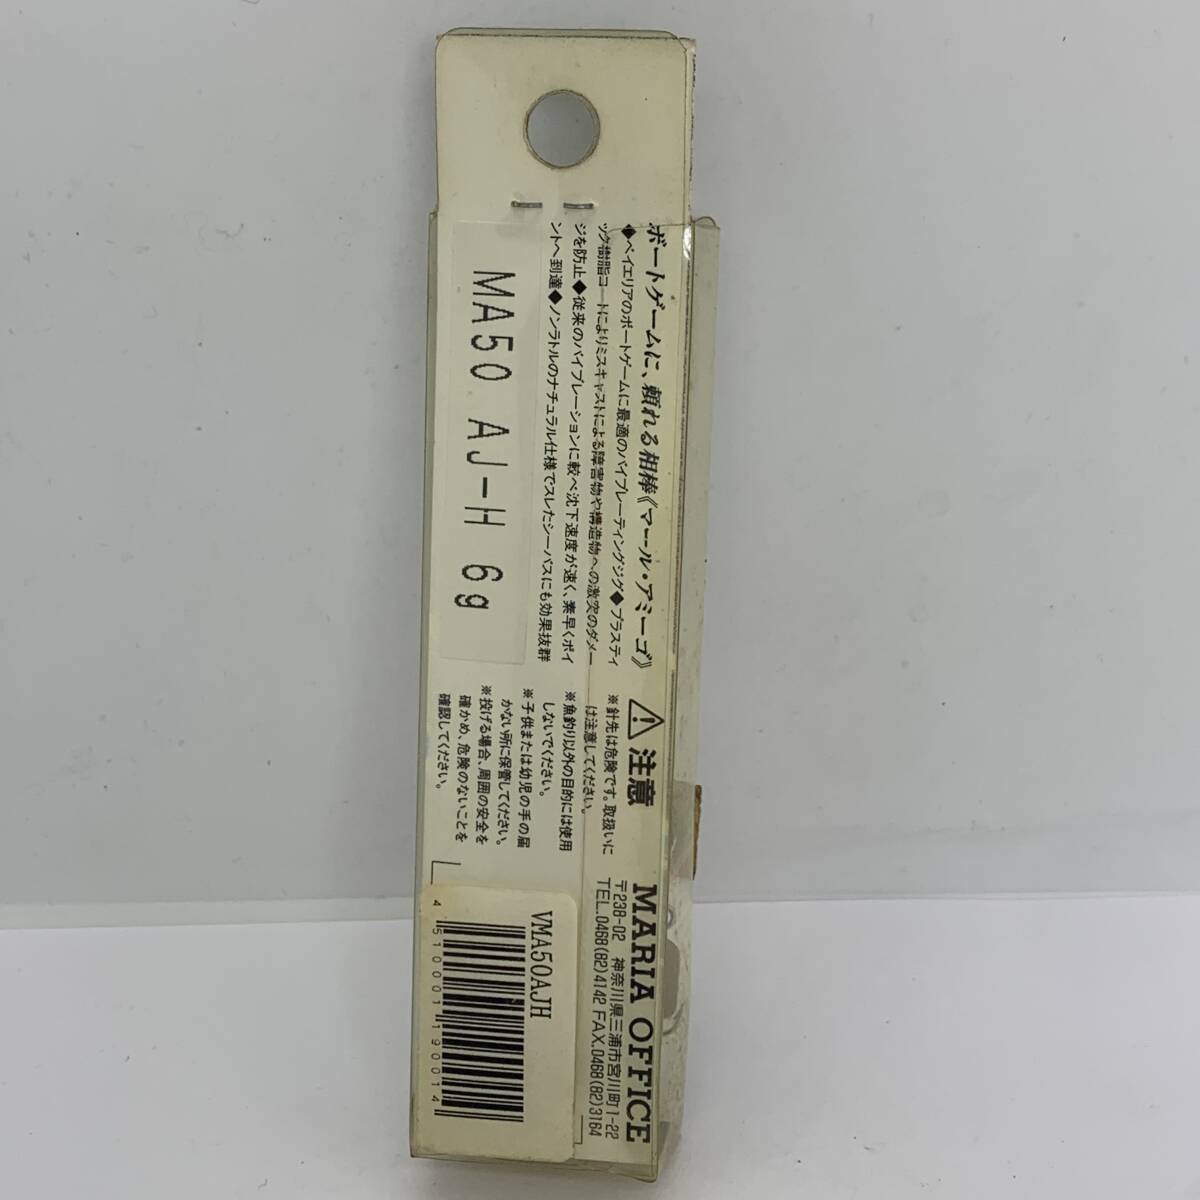 ボートゲームに、頼れる相棒《マール・アミーゴ》
◆ベイエリアのボートゲームに最適のバイブレーティングジグ◆プラスティ
ック樹脂コートによりミスキャストによる障害物や構造物への激突のダメー
ジを防止◆従来のバイブレーションに較べ沈下速度が速く、素早くポイ
ントへ到達◆ノンラトルのナチュラル仕様でスレたシーバスにも効果抜群
MA50 AJ-H 6g
⚠注意
※針先は危険です。取扱いに
は注意してください。
※魚釣り以外の目的には使用
しないでください。
※子供または幼児の手の届
かない所に保管してください。
※投げる場合、周囲の安全を
確かめ、危険のないことを
確認してください。
MARIA OFFICE
〒238-02 神奈川県三浦市宮川町1-22
TEL.0468(82)4142 FAX.0468(82)3164
VMA50AJH
4510001190014